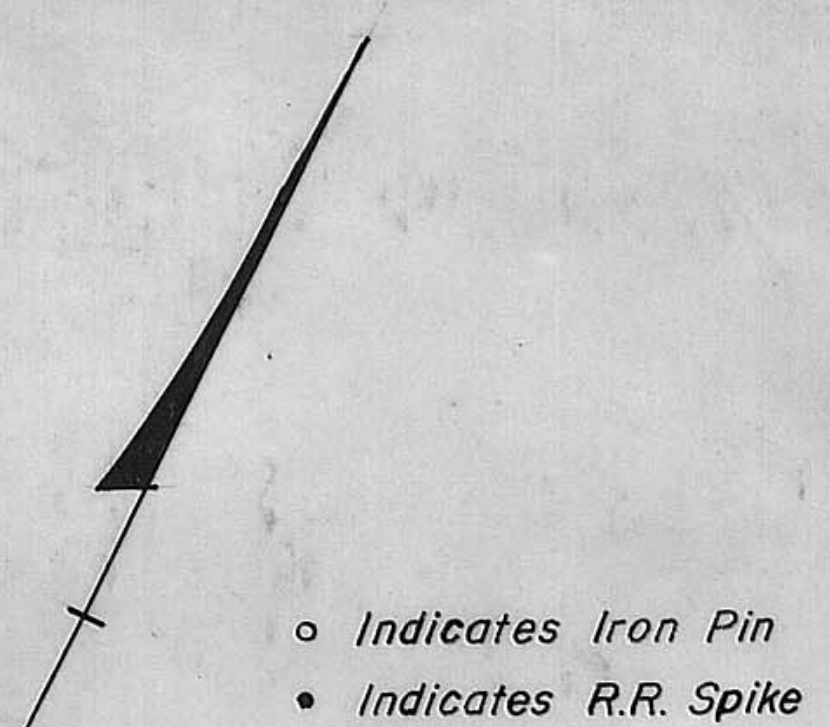 o Indicates Iron Pin
• Indicates R.R. Spike